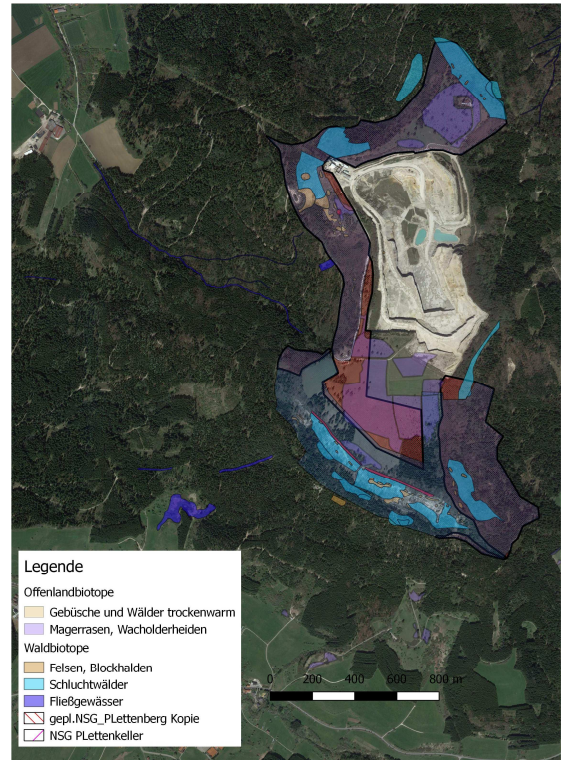 0 200 400 600 800 m
Legende
Offenlandbiotope
Gebüsche und Wälder trockenwarm
Magerrasen, Wacholderheiden
Waldbiotope
Felsen, Blockhalden
Schluchtwälder
Fließgewässer
gepl.NSG_PLettenberg Kopie
NSG PLettenkeller